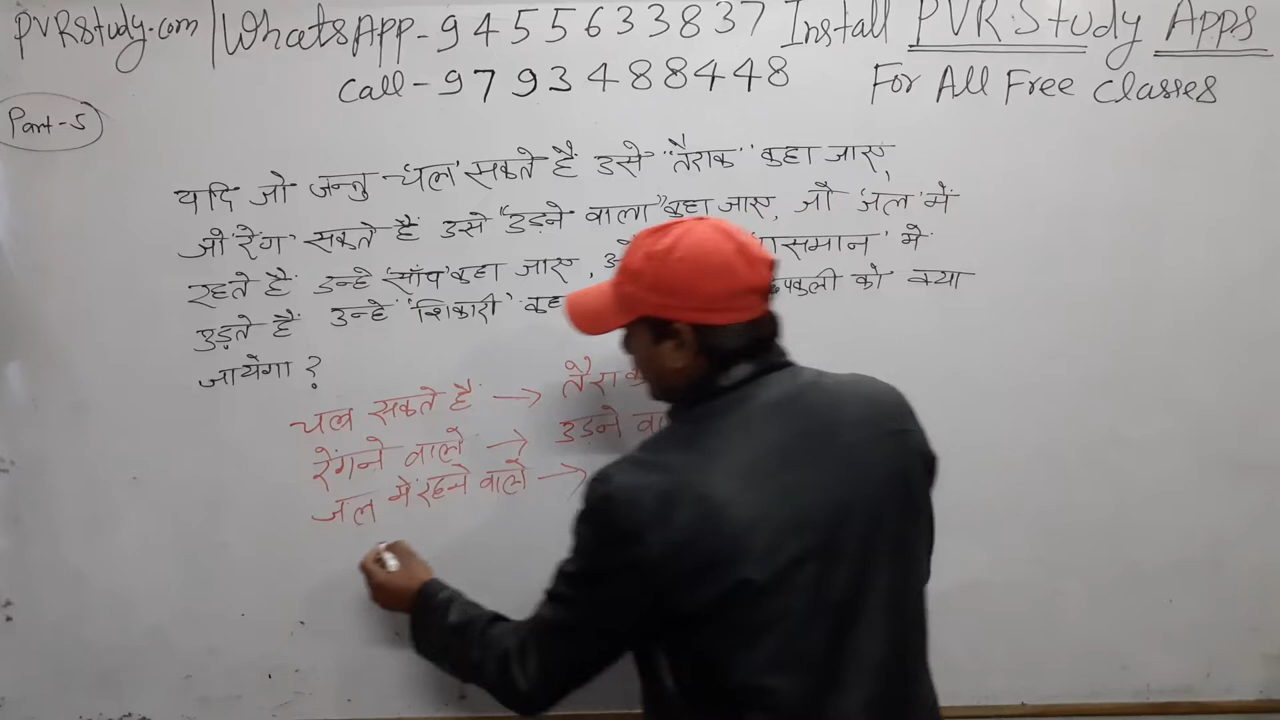 PVRStudy.com | WhatsApp - 9455633837 Install PVR Study Apps
Call - 9793488448 For All Free Classes
Part-5
यदि जो जन्तु 'चल' सकते हैं उसे "तैराक" कहा जाए,
जो 'रेंग' सकते हैं उसे "उड़ने वाला" कहा जाए, जो 'जल' में
रहते हैं उन्हे 'साँप' कहा जाए, में
उड़ते हैं उन्हे 'शिकारी' को क्या
जायेगा ?
चल सकते हैं →
रेंगने वाले → उड़ने
जल में रहने वाले →